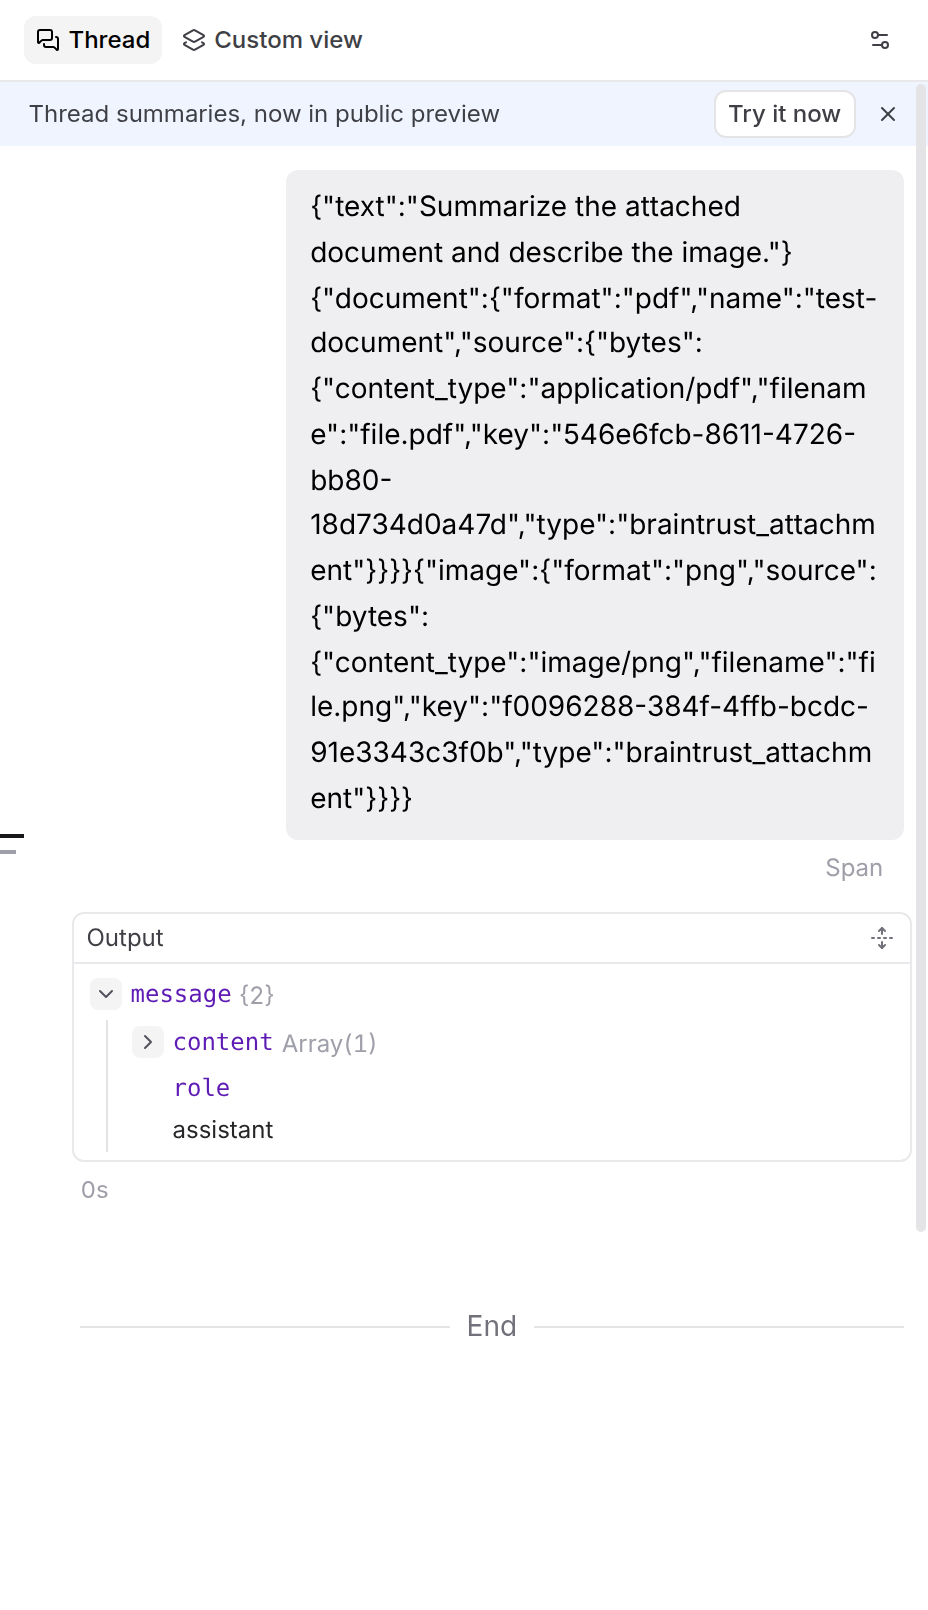 Thread Custom view
Thread summaries, now in public preview Try it now
{"text":"Summarize the attached
document and describe the image."}
{"document":{"format":"pdf","name":"test-
document","source":{"bytes":
{"content_type":"application/pdf","filenam
e":"file.pdf","key":"546e6fcb-8611-4726-
bb80-
18d734d0a47d","type":"braintrust_attachm
ent"}}}}{"image":{"format":"png","source":
{"bytes":
{"content_type":"image/png","filename":"fi
le.png","key":"f0096288-384f-4ffb-bcdc-
91e3343c3f0b","type":"braintrust_attachm
ent"}}}}
Span
Output
message {2}
content Array(1)
role
assistant
0s
End